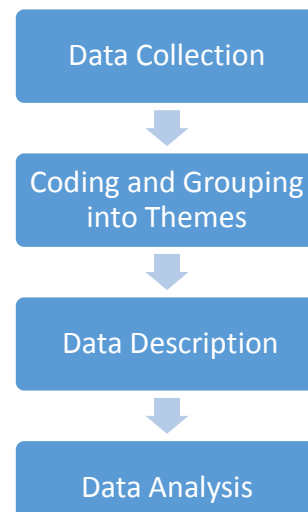 Data Collection
Coding and Grouping
into Themes
Data Description
Data Analysis